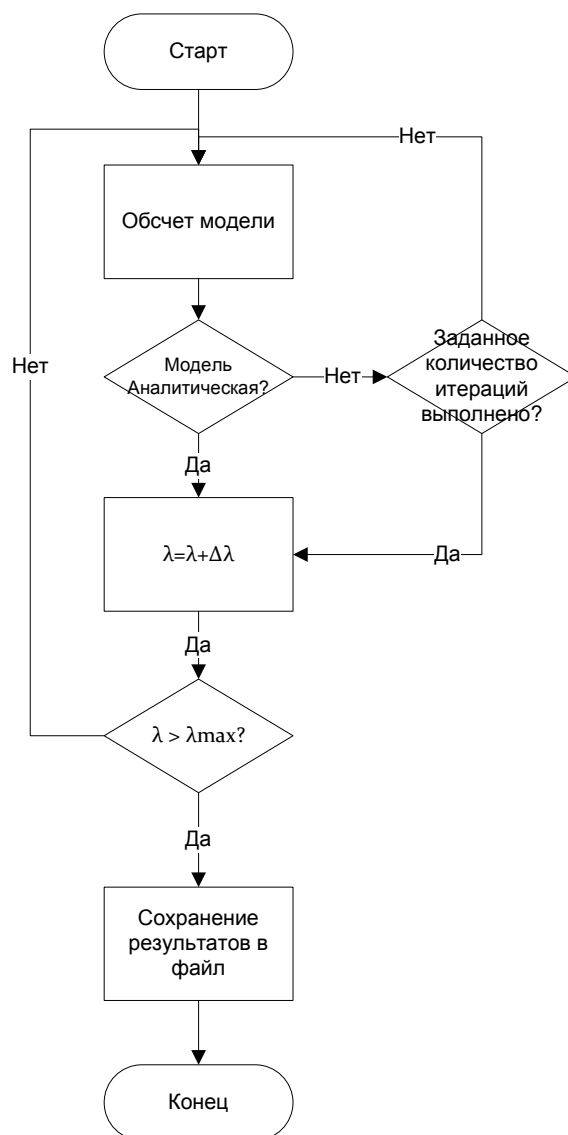 Старт
Нет
Обсчет модели
Нет
Модель
Аналитическая?
Нет
Заданное
количество
итераций
выполнено?
Да
λ=λ+Δλ
Да
Да
λ > λmax?
Да
Сохранение
результатов в
файл
Конец